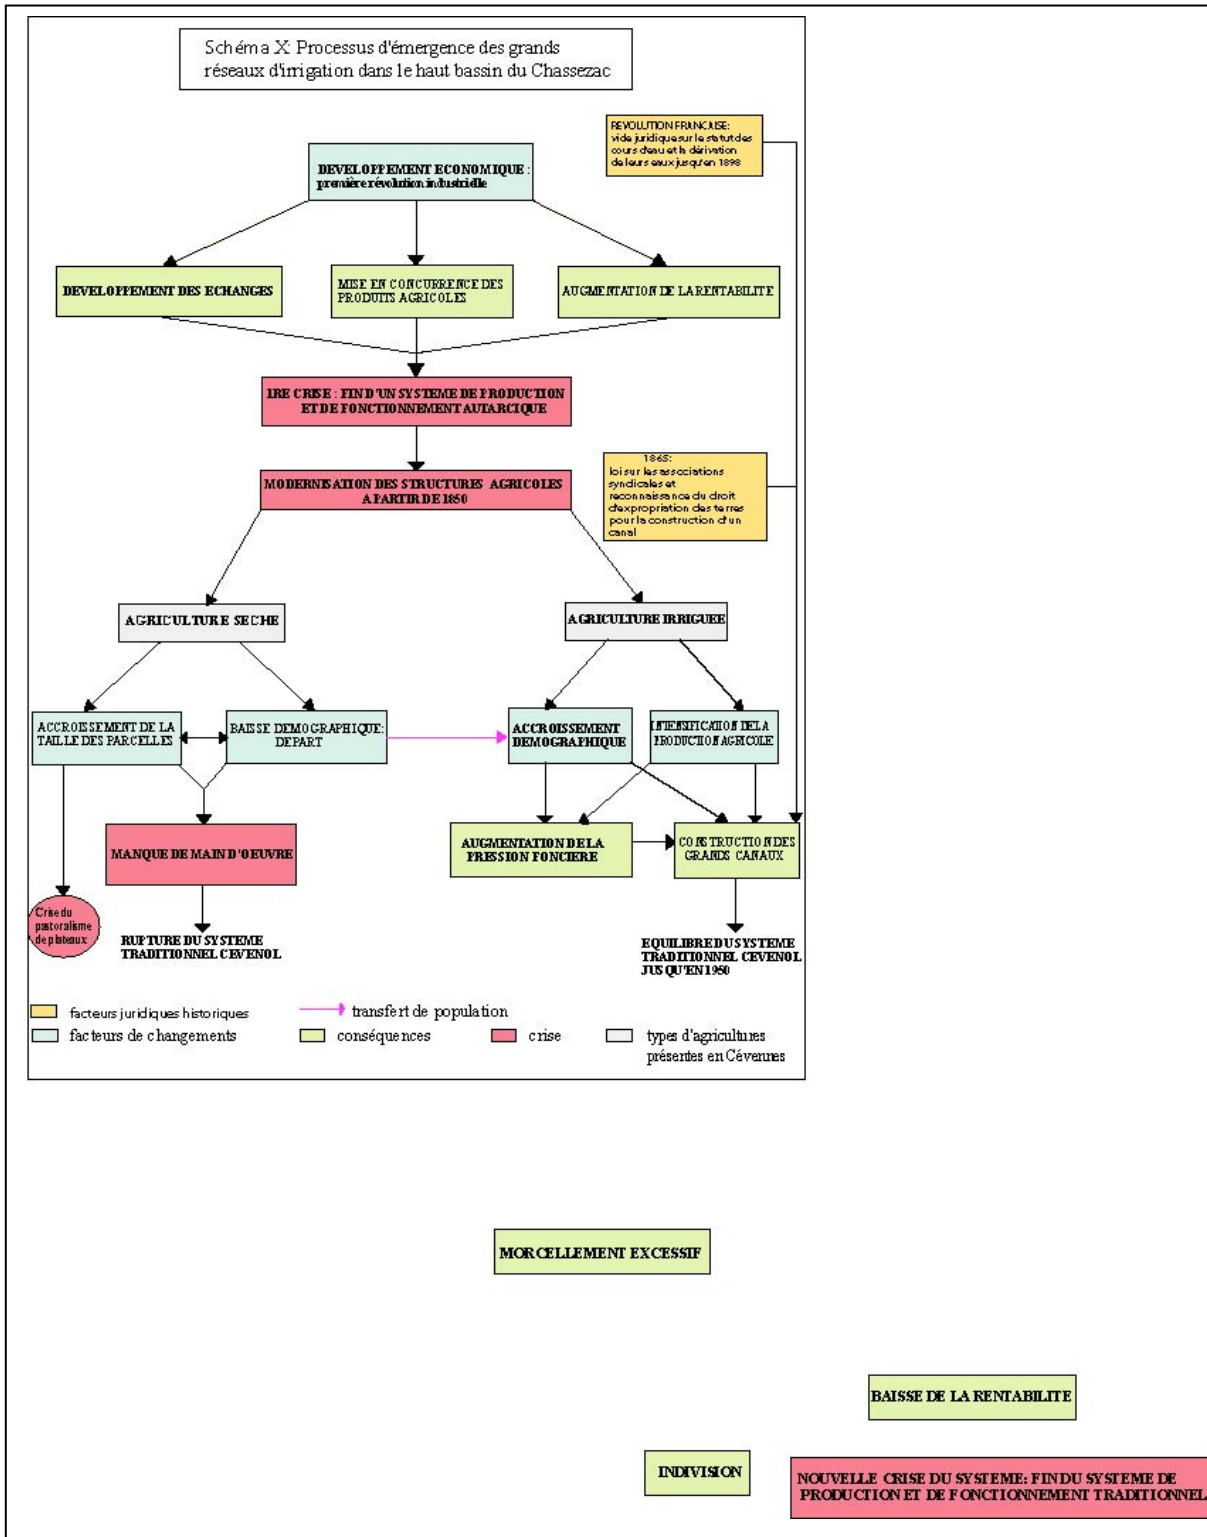 Schéma X: Processus d'émergence des grands
réseaux d'irrigation dans le haut bassin du Chassezac
REVOLUTION FRANCAISE:
vide juridique sur le statut des
cours d'eau et la dérivation
de leurs eaux jusqu'en 1898
DEVELOPPEMENT ECONOMIQUE :
première révolution industrielle
DEVELOPPEMENT DES ECHANGES
MISE EN CONCURRENCE DES
PRODUITS AGRICOLES
AUGMENTATION DE LA RENTABILITE
1RE CRISE : FIN D'UN SYSTEME DE PRODUCTION
ET DE FONCTIONNEMENT AUTARCIQUE
MODERNISATION DES STRUCTURES AGRICOLES
A PARTIR DE 1850
1865:
loi sur les associations
syndicales et
reconnaissance du droit
d'expropriation des terres
pour la construction d'un
canal
AGRICULTURE SECHE
AGRICULTURE IRRIGUEE
ACCROISSEMENT DE LA
TAILLE DES PARCELLES
BAISSE DEMOGRAPHIQUE:
DEPART
ACCROISSEMENT
DEMOGRAPHIQUE
INTENSIFICATION DE LA
PRODUCTION AGRICOLE
MANQUE DE MAIN D'OEUVRE
AUGMENTATION DE LA
PRESSION FONCIERE
CONSTRUCTION DES
GRANDS CANAUX
Crise du
pastoralisme
de plateaux
RUPTURE DU SYSTEME
TRADITIONNEL CEVENOL
EQUILIBRE DU SYSTEME
TRADITIONNEL CEVENOL
JUSQU'EN 1950
facteurs juridiques historiques
transfert de population
facteurs de changements
conséquences
crise
types d'agricultures
présentes en Cévennes
MORCELLEMENT EXCESSIF
BAISSE DE LA RENTABILITE
INDIVISION
NOUVELLE CRISE DU SYSTEME: FIN DU SYSTEME DE
PRODUCTION ET DE FONCTIONNEMENT TRADITIONNEL